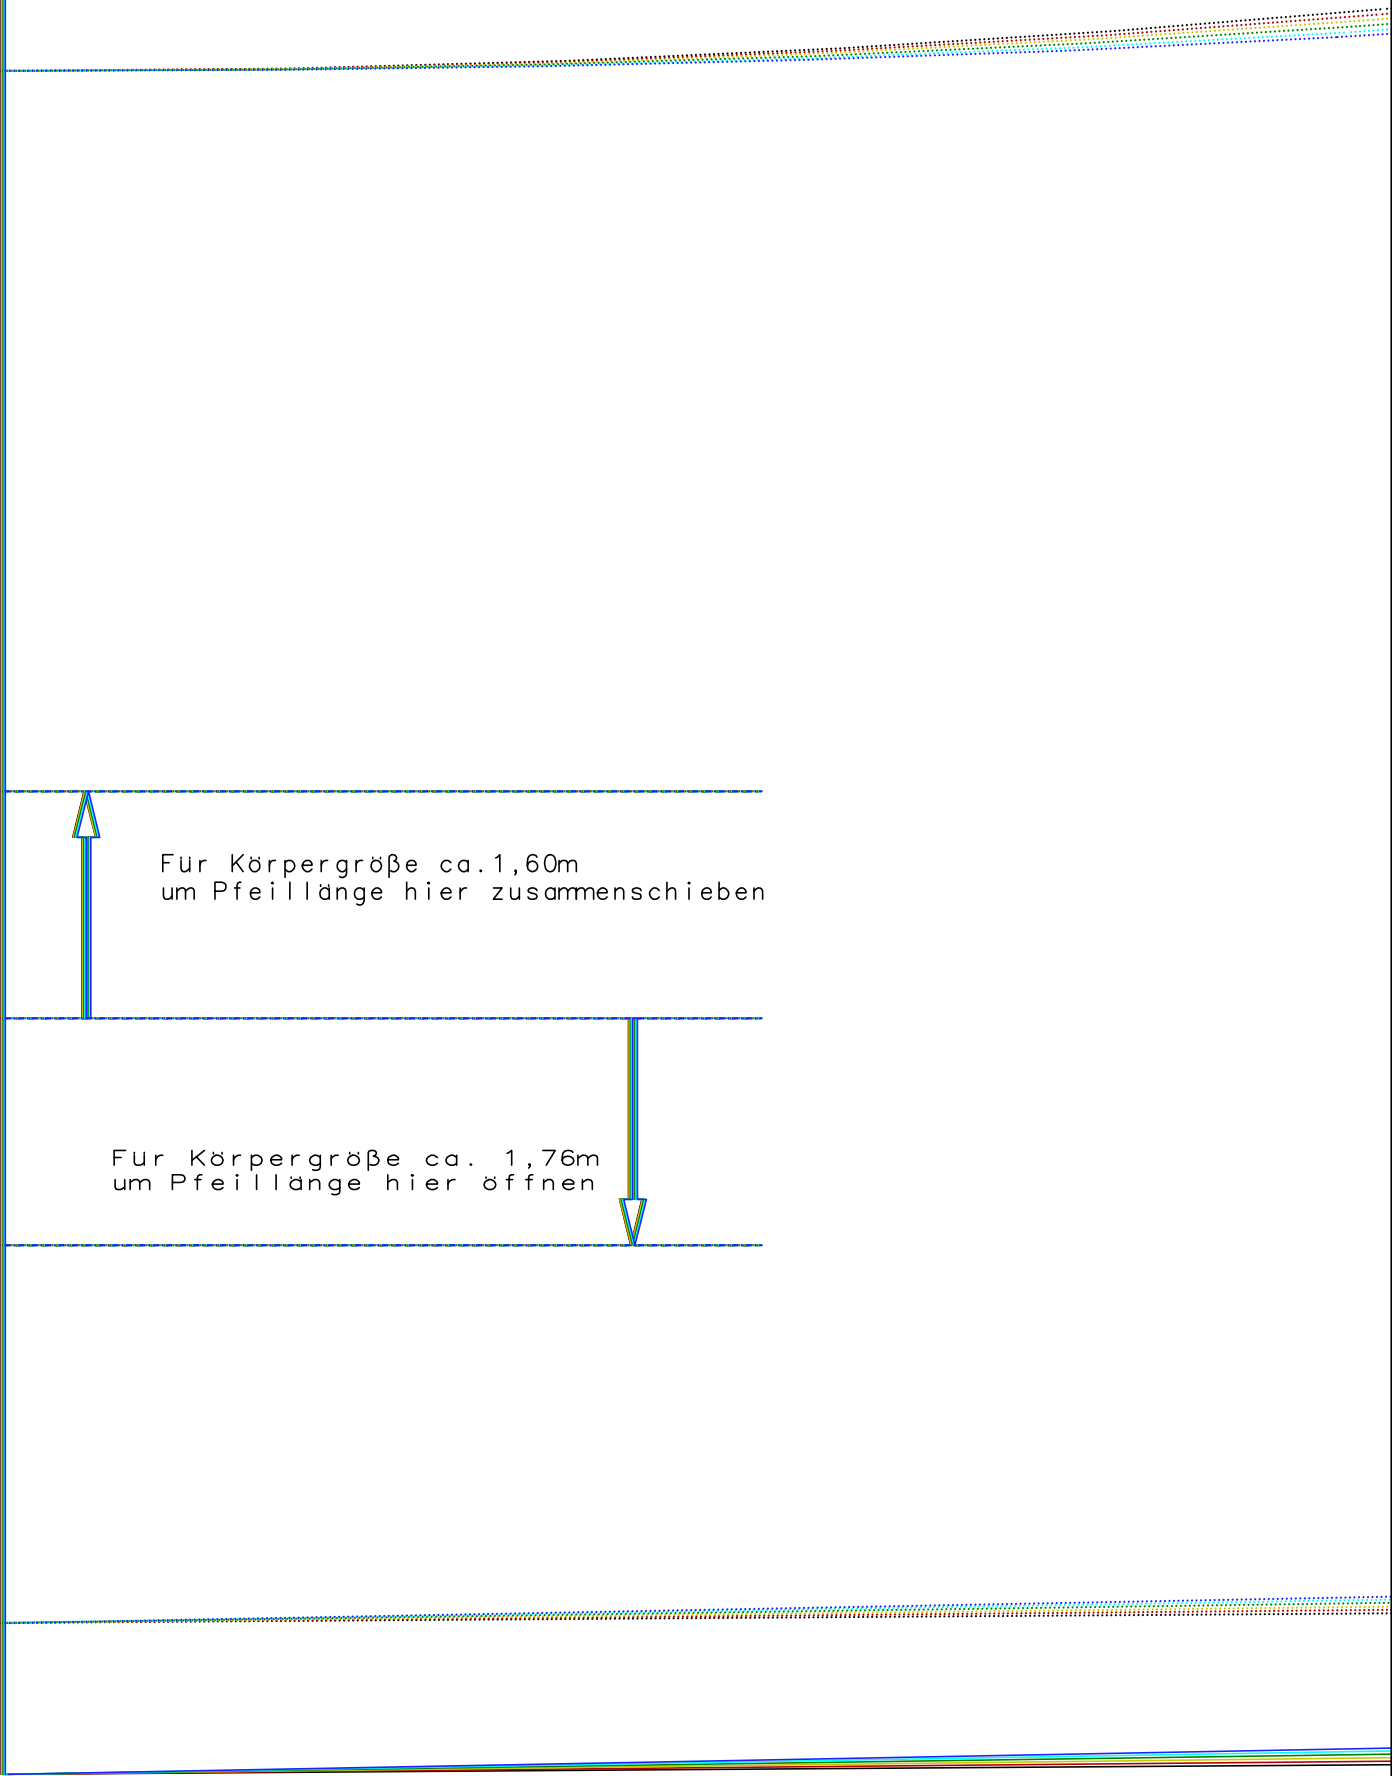 Für Körpergröße ca.1,60m
um Pfeillänge hier zusammenschieben
Für Körpergröße ca. 1,76m
um Pfeillänge hier öffnen